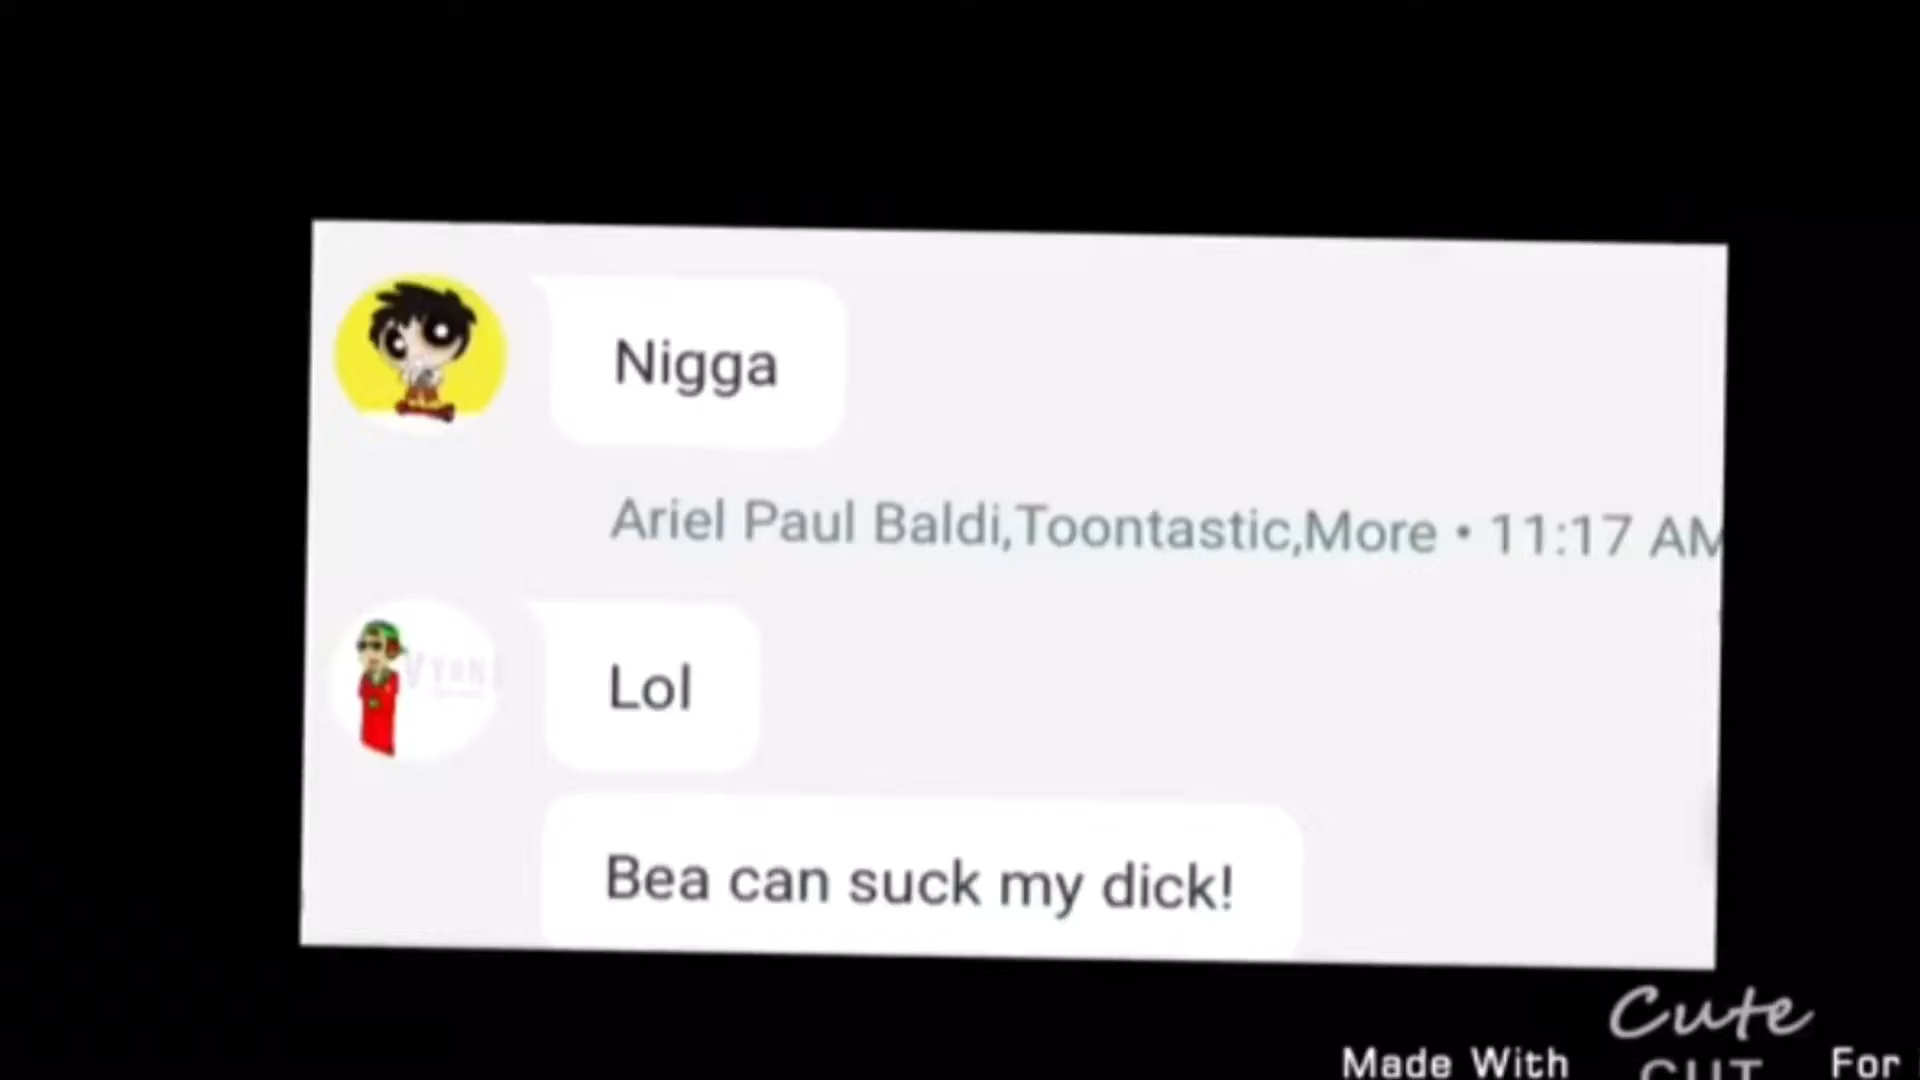 Nigga
Ariel Paul Baldi,Toontastic,More • 11:17 AM
Lol
Bea can suck my dick!
Cute
Made With CUT For